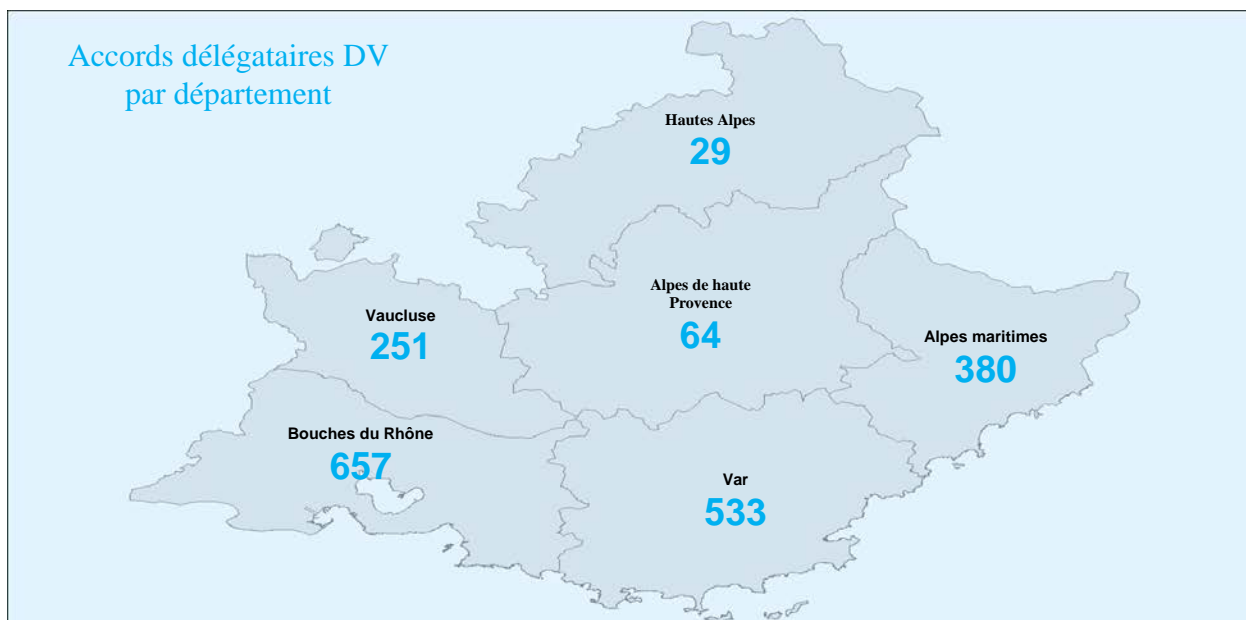 Accords délégataires DV
par département
Hautes Alpes
29
Alpes de haute
Provence
64
Vaucluse
251
Alpes maritimes
380
Bouches du Rhône
657
Var
533